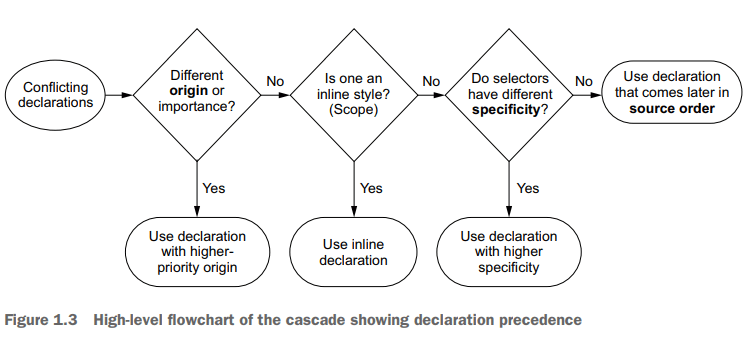 Conflicting
declarations
Different
origin or
importance?
No
Is one an
inline style?
(Scope)
No
Do selectors
have different
specificity?
No
Use declaration
that comes later in
source order
Yes
Yes
Yes
Use declaration
with higher-
priority origin
Use inline
declaration
Use declaration
with higher
specificity
Figure 1.3 High-level flowchart of the cascade showing declaration precedence